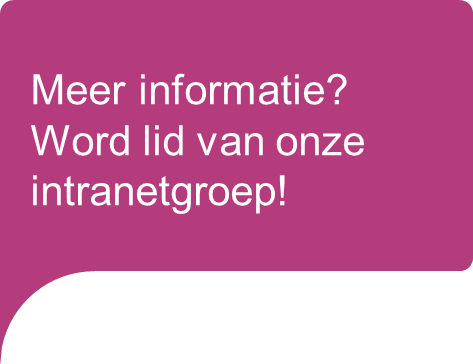 Meer informatie?
Word lid van onze
intranetgroep!